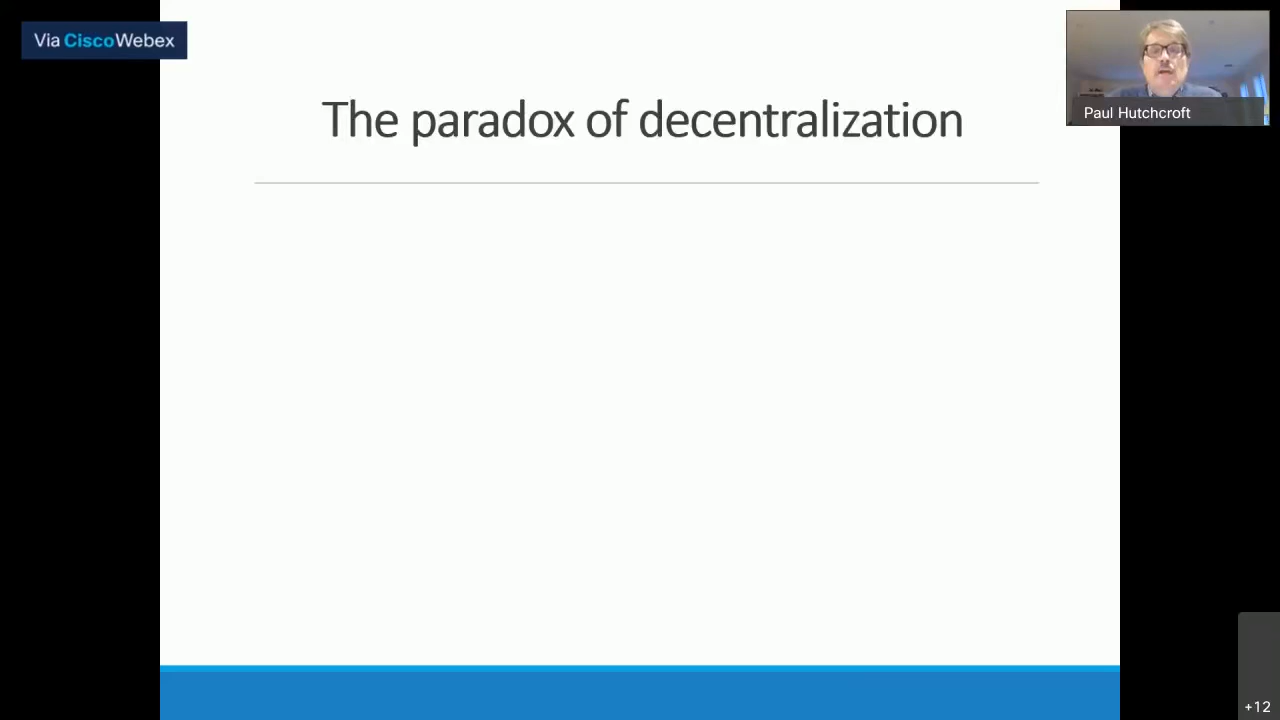 Via CiscoWebex
The paradox of decentralization
Paul Hutchcroft
+12